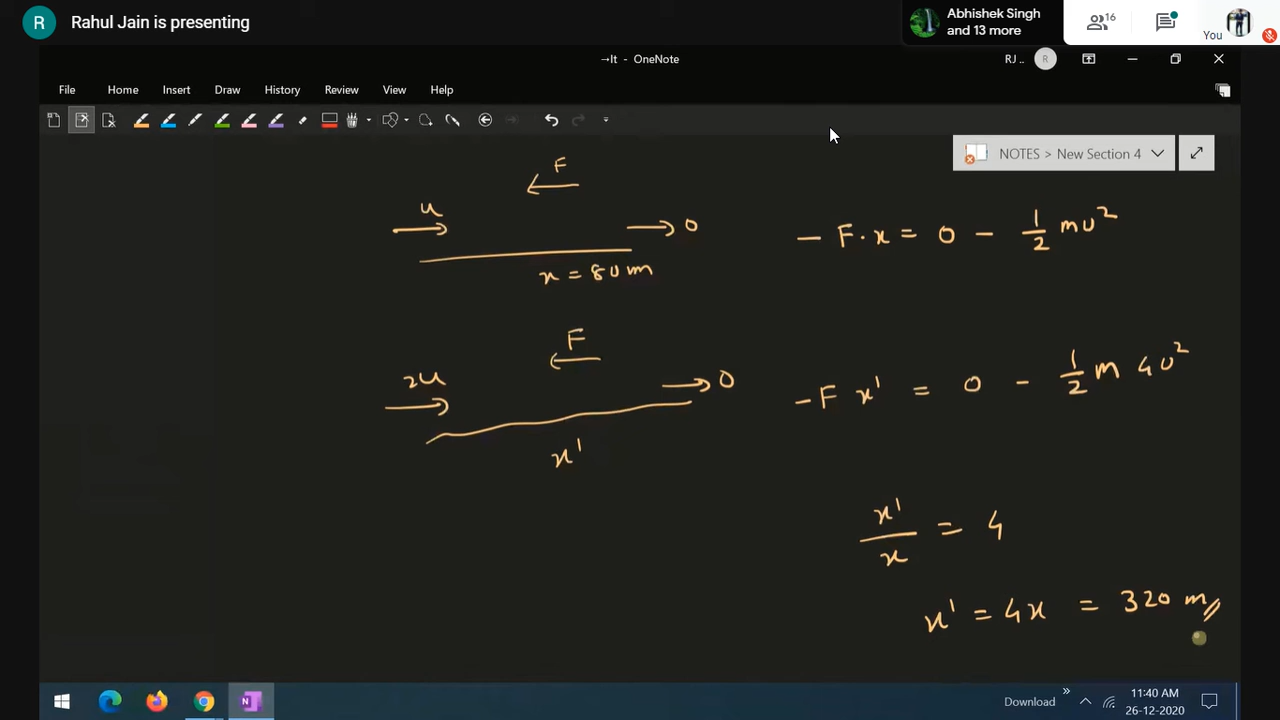 R Rahul Jain is presenting
Abhishek Singh
and 13 more
16
You
→It - OneNote
RJ ..
R
File Home Insert Draw History Review View Help
NOTES > New Section 4
F
u
0
x = 80 m
- F · x = 0 - 1/2 mu²
F
2u
0
x'
- F x' = 0 - 1/2 m 4u²
x'/x = 4
x' = 4x = 320 m //
Download
»
11:40 AM
26-12-2020